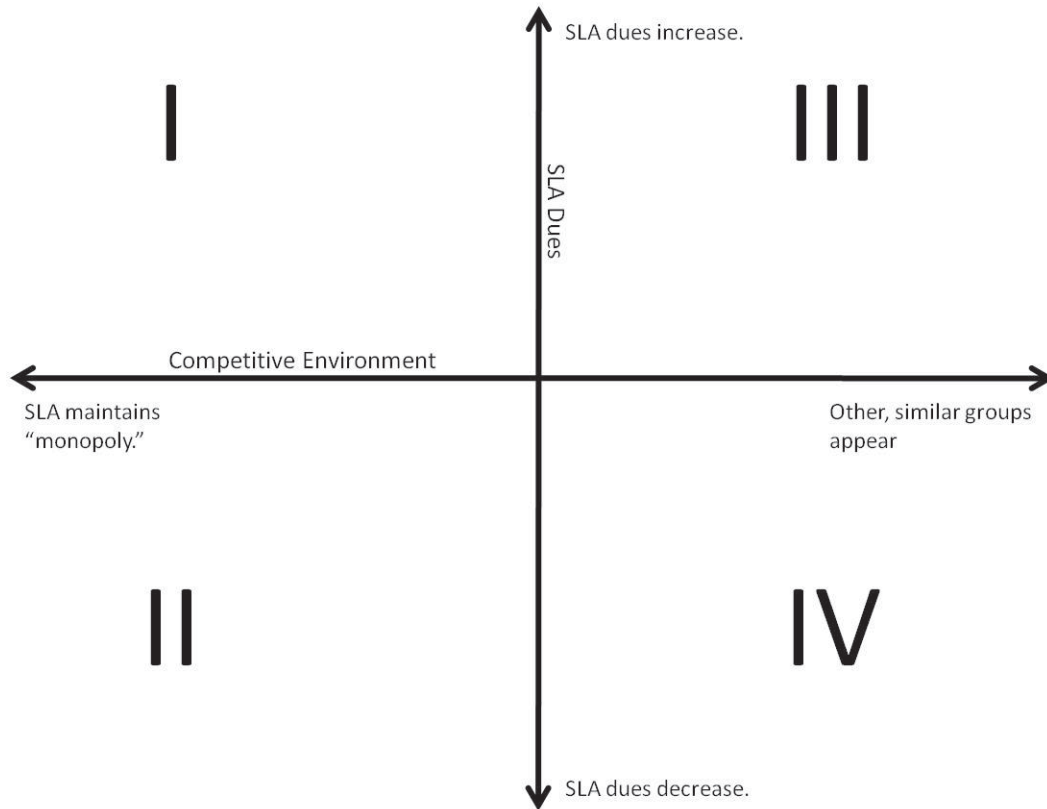 SLA dues increase.
I
III
SLA Dues
Competitive Environment
SLA maintains
“monopoly.”
Other, similar groups
appear
II
IV
SLA dues decrease.